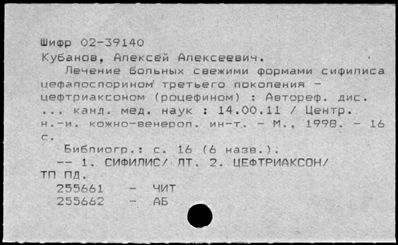 Шифр 02-39140
Кубанов, Алексей Алексеевич.
Лечение больных свежими формами сифилиса
цефалоспорином третьего поколения -
цефтриаксоном (роцефином) : Автореф. дис.
... канд. мед. наук : 14.00.11 / Центр.
н.-и. кожно-венерол. ин-т. - М., 1998. - 16
с.
Библиогр.: с. 16 (6 назв.).
-- 1. СИФИЛИС/ ЛТ. 2. ЦЕФТРИАКСОН/
ТП ПД.
255661 - ЧИТ
255662 - АБ